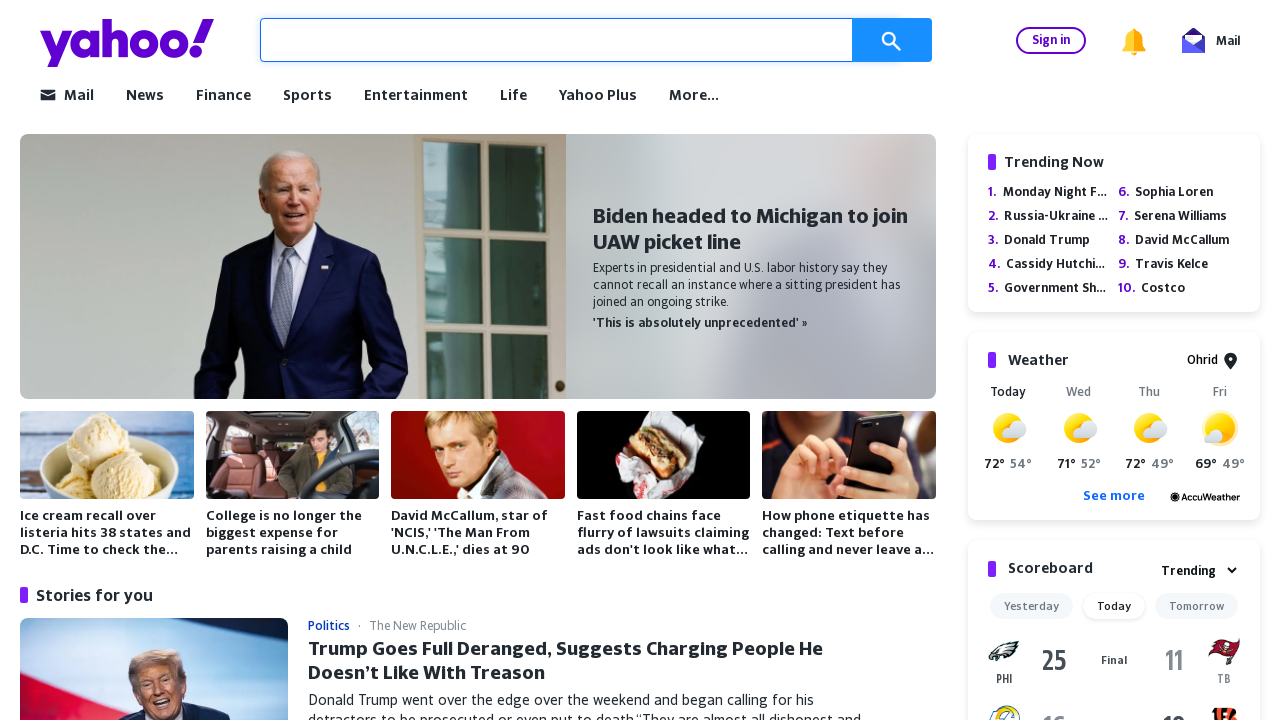 yahoo!
Sign in
Mail
Mail
News
Finance
Sports
Entertainment
Life
Yahoo Plus
More...
Biden headed to Michigan to join
UAW picket line
Experts in presidential and U.S. labor history say they
cannot recall an instance where a sitting president has
joined an ongoing strike.
'This is absolutely unprecedented' »
Ice cream recall over
listeria hits 38 states and
D.C. Time to check the…
College is no longer the
biggest expense for
parents raising a child
David McCallum, star of
'NCIS,' 'The Man From
U.N.C.L.E.,' dies at 90
Fast food chains face
flurry of lawsuits claiming
ads don't look like what…
How phone etiquette has
changed: Text before
calling and never leave a…
Stories for you
Politics · The New Republic
Trump Goes Full Deranged, Suggests Charging People He
Doesn’t Like With Treason
Donald Trump went over the edge over the weekend and began calling for his
detractors to be prosecuted or even put to death.“They are almost all dishonest and
Trending Now
1. Monday Night F…
2. Russia-Ukraine …
3. Donald Trump
4. Cassidy Hutchi…
5. Government Sh…
6. Sophia Loren
7. Serena Williams
8. David McCallum
9. Travis Kelce
10. Costco
Weather
Ohrid
Today
Wed
Thu
Fri
72° 54°
71° 52°
72° 49°
69° 49°
See more
AccuWeather
Scoreboard
Trending
Yesterday
Today
Tomorrow
PHI
25
Final
11
TB